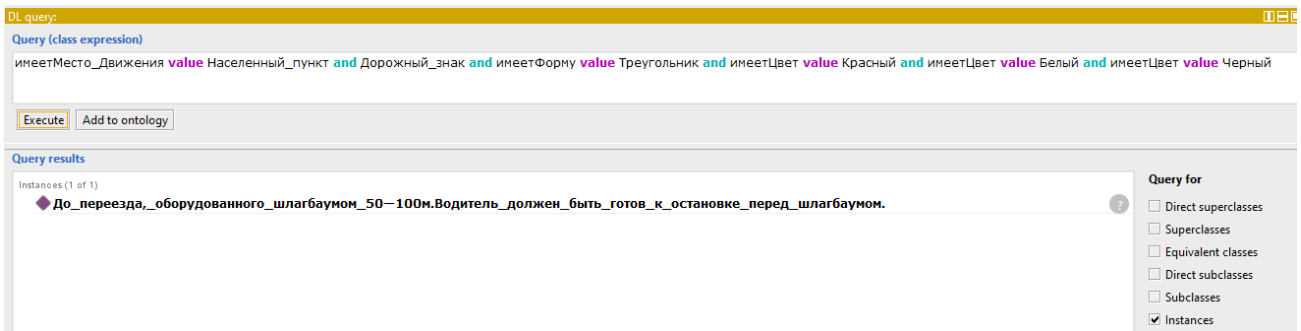 DL query:
Query (class expression)
имеетМесто_Движения value Населенный_пункт and Дорожный_знак and имеетФорму value Треугольник and имеетЦвет value Красный and имеетЦвет value Белый and имеетЦвет value Черный
Execute
Add to ontology
Query results
Instances (1 of 1)
До_переезда,_оборудованного_шлагбаумом_50—100м.Водитель_должен_быть_готов_к_остановке_перед_шлагбаумом.
?
Query for
Direct superclasses
Superclasses
Equivalent classes
Direct subclasses
Subclasses
Instances